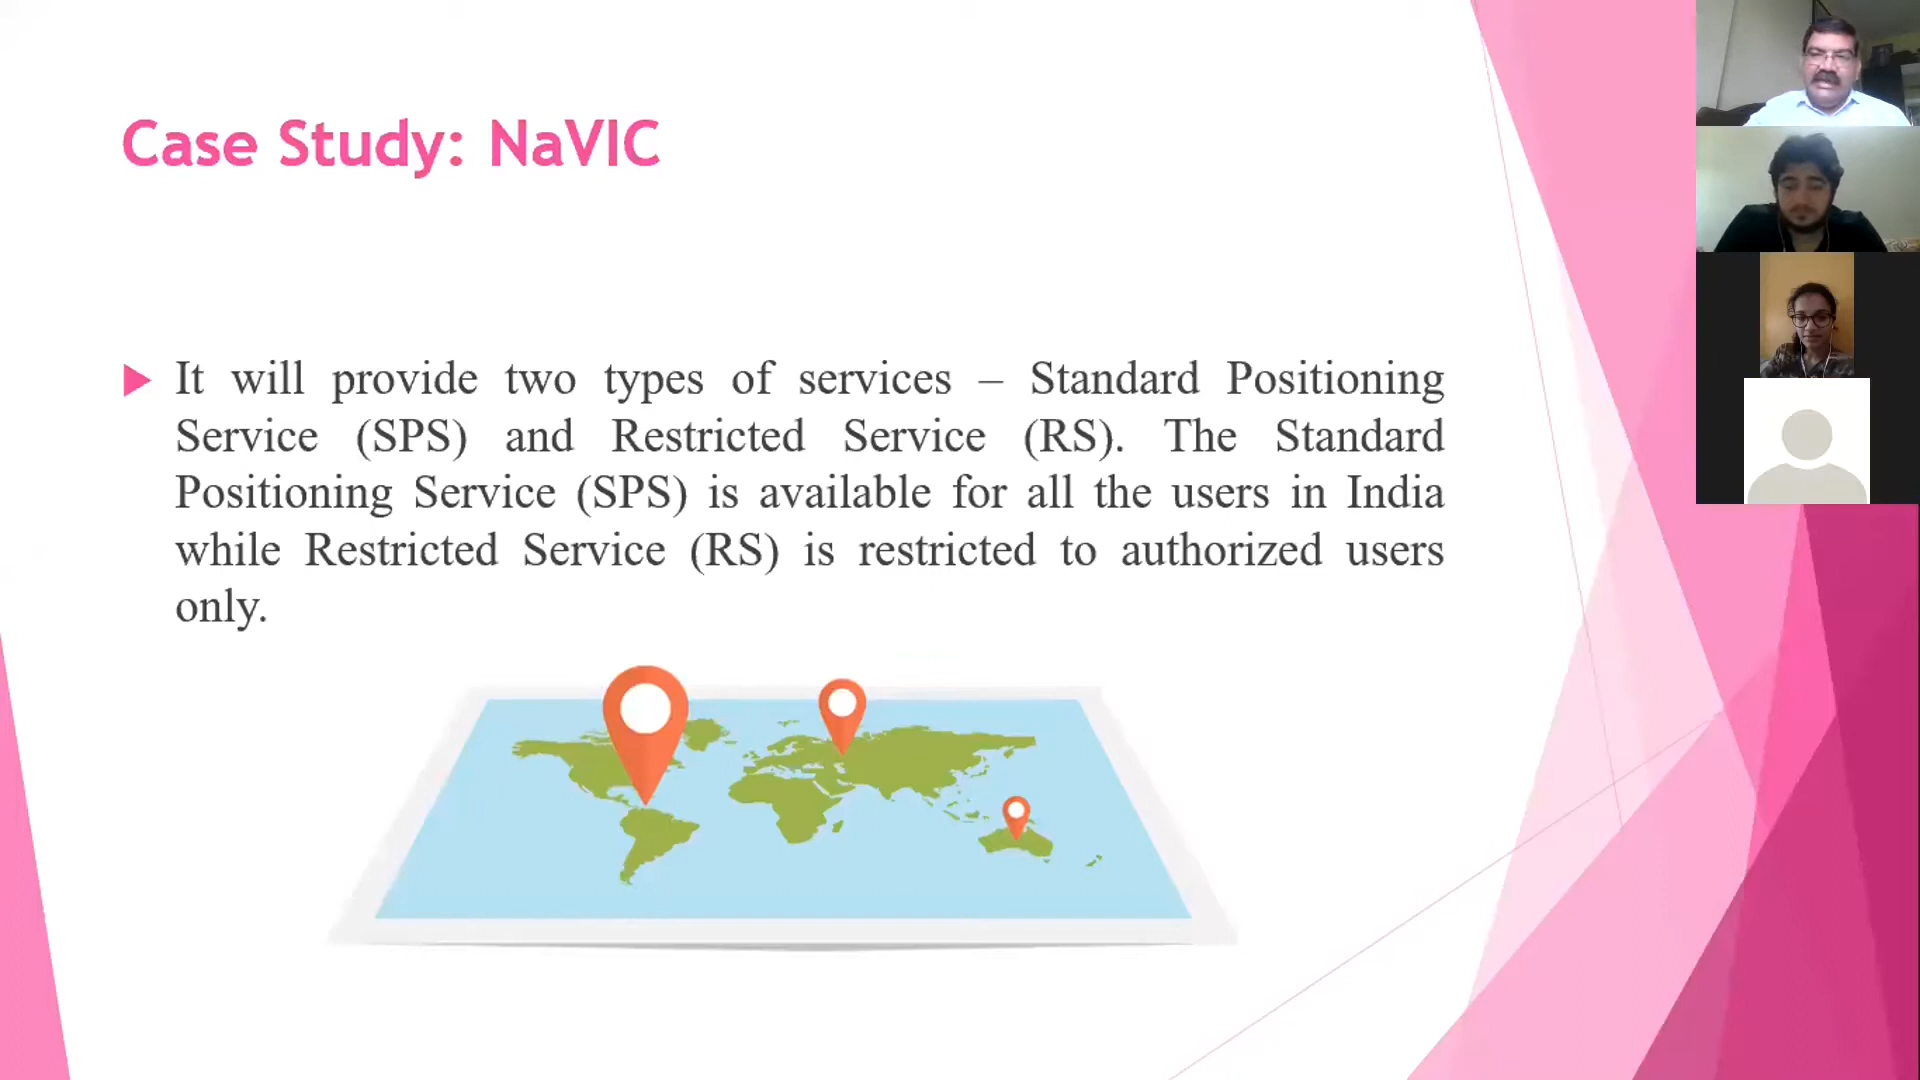 Case Study: NaVIC
It will provide two types of services – Standard Positioning
Service (SPS) and Restricted Service (RS). The Standard
Positioning Service (SPS) is available for all the users in India
while Restricted Service (RS) is restricted to authorized users
only.